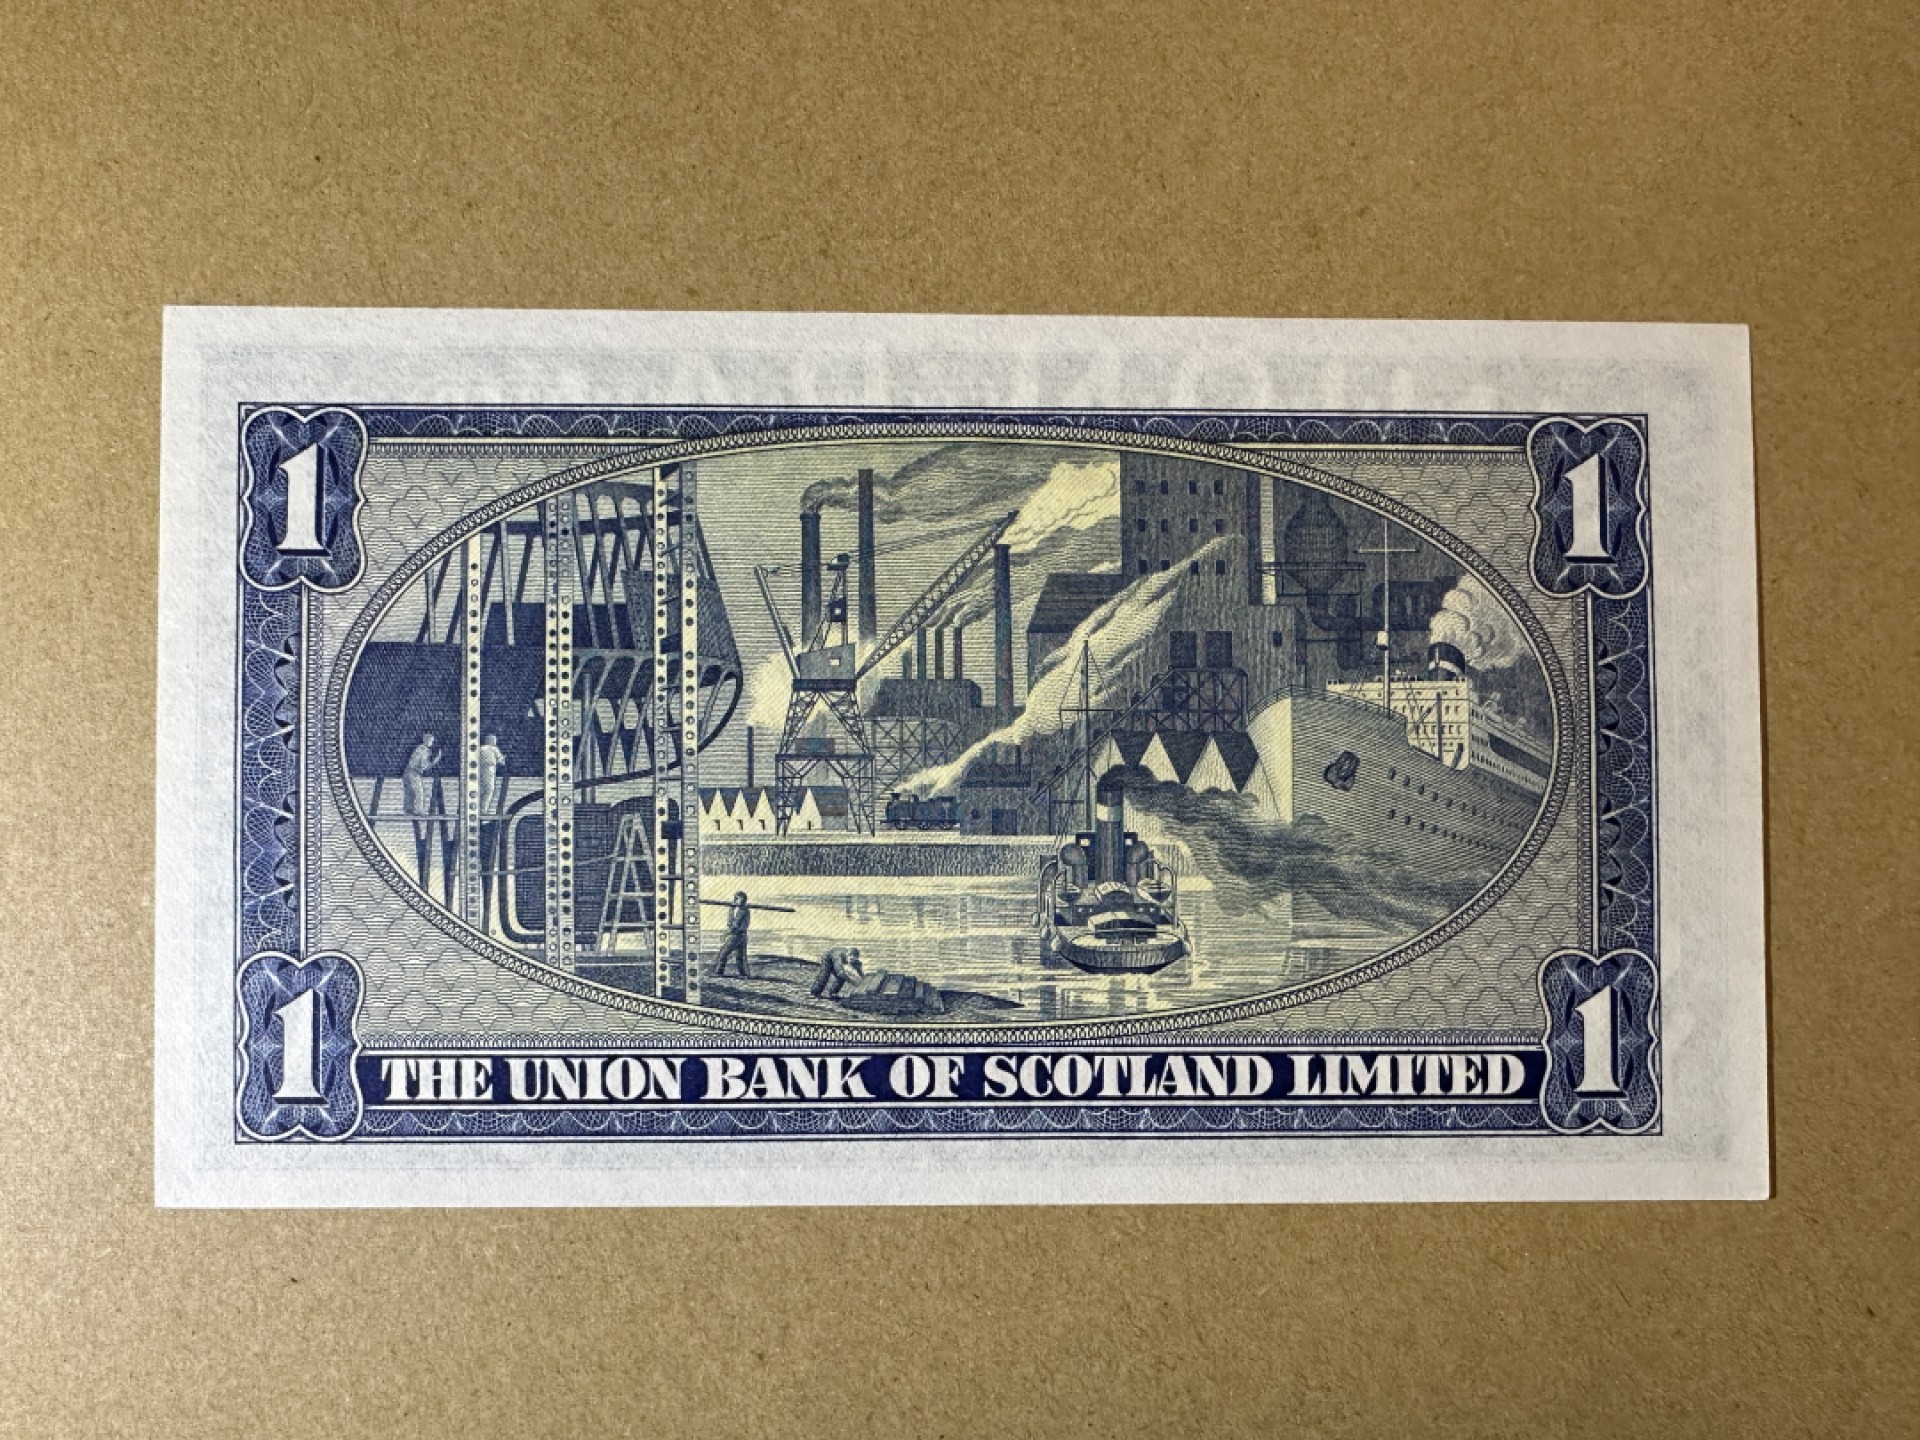 1 1
1 THE UNION BANK OF SCOTLAND LIMITED 1